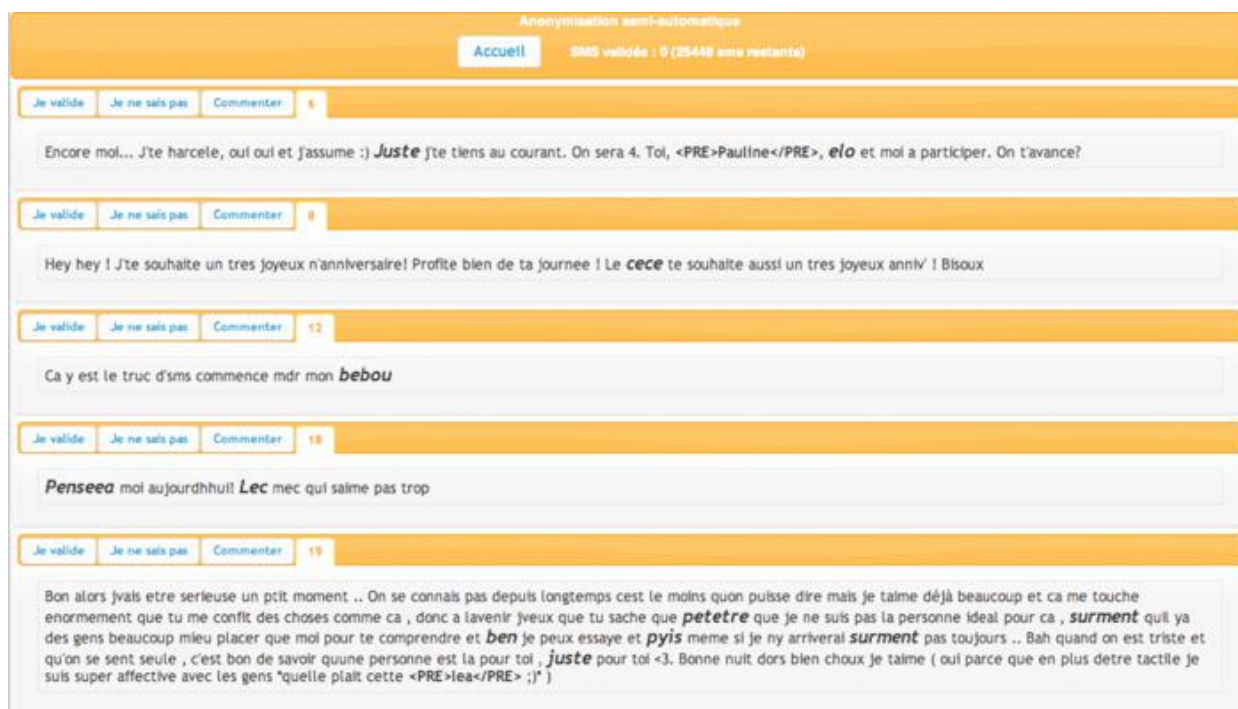 Anonymisation semi-automatique
Accueil SMS validés : 0 (25448 sms restants)
Je valide Je ne sais pas Commenter 6
Encore moi... J'te harcele, oui oui et j'assume :) Juste j'te tiens au courant. On sera 4. Toi, <PRE>Pauline</PRE>, elo et moi a participer. On t'avance?
Je valide Je ne sais pas Commenter 8
Hey hey ! J'te souhaite un tres joyeux n'anniversaire! Profite bien de ta journee ! Le cece te souhaite aussi un tres joyeux anniv' ! Bisoux
Je valide Je ne sais pas Commenter 12
Ca y est le truc d'sms commence mdr mon bebou
Je valide Je ne sais pas Commenter 18
Penseea moi aujourdhhui! Lec mec qui saime pas trop
Je valide Je ne sais pas Commenter 19
Bon alors jvais etre serieuse un ptit moment .. On se connais pas depuis longtemps cest le moins quon puisse dire mais je taime déjà beaucoup et ca me touche
enormement que tu me confit des choses comme ca , donc a lavenir jveux que tu sache que petetre que je ne suis pas la personne ideal pour ca , surment quil ya
des gens beaucoup mieu placer que moi pour te comprendre et ben je peux essaye et pyis meme si je ny arriverai surment pas toujours .. Bah quand on est triste et
qu'on se sent seule , c'est bon de savoir quune personne est la pour toi , juste pour toi <3. Bonne nuit dors bien choux je taime ( oui parce que en plus detre tactile je
suis super affective avec les gens "quelle plait cette <PRE>lea</PRE> ;)" )